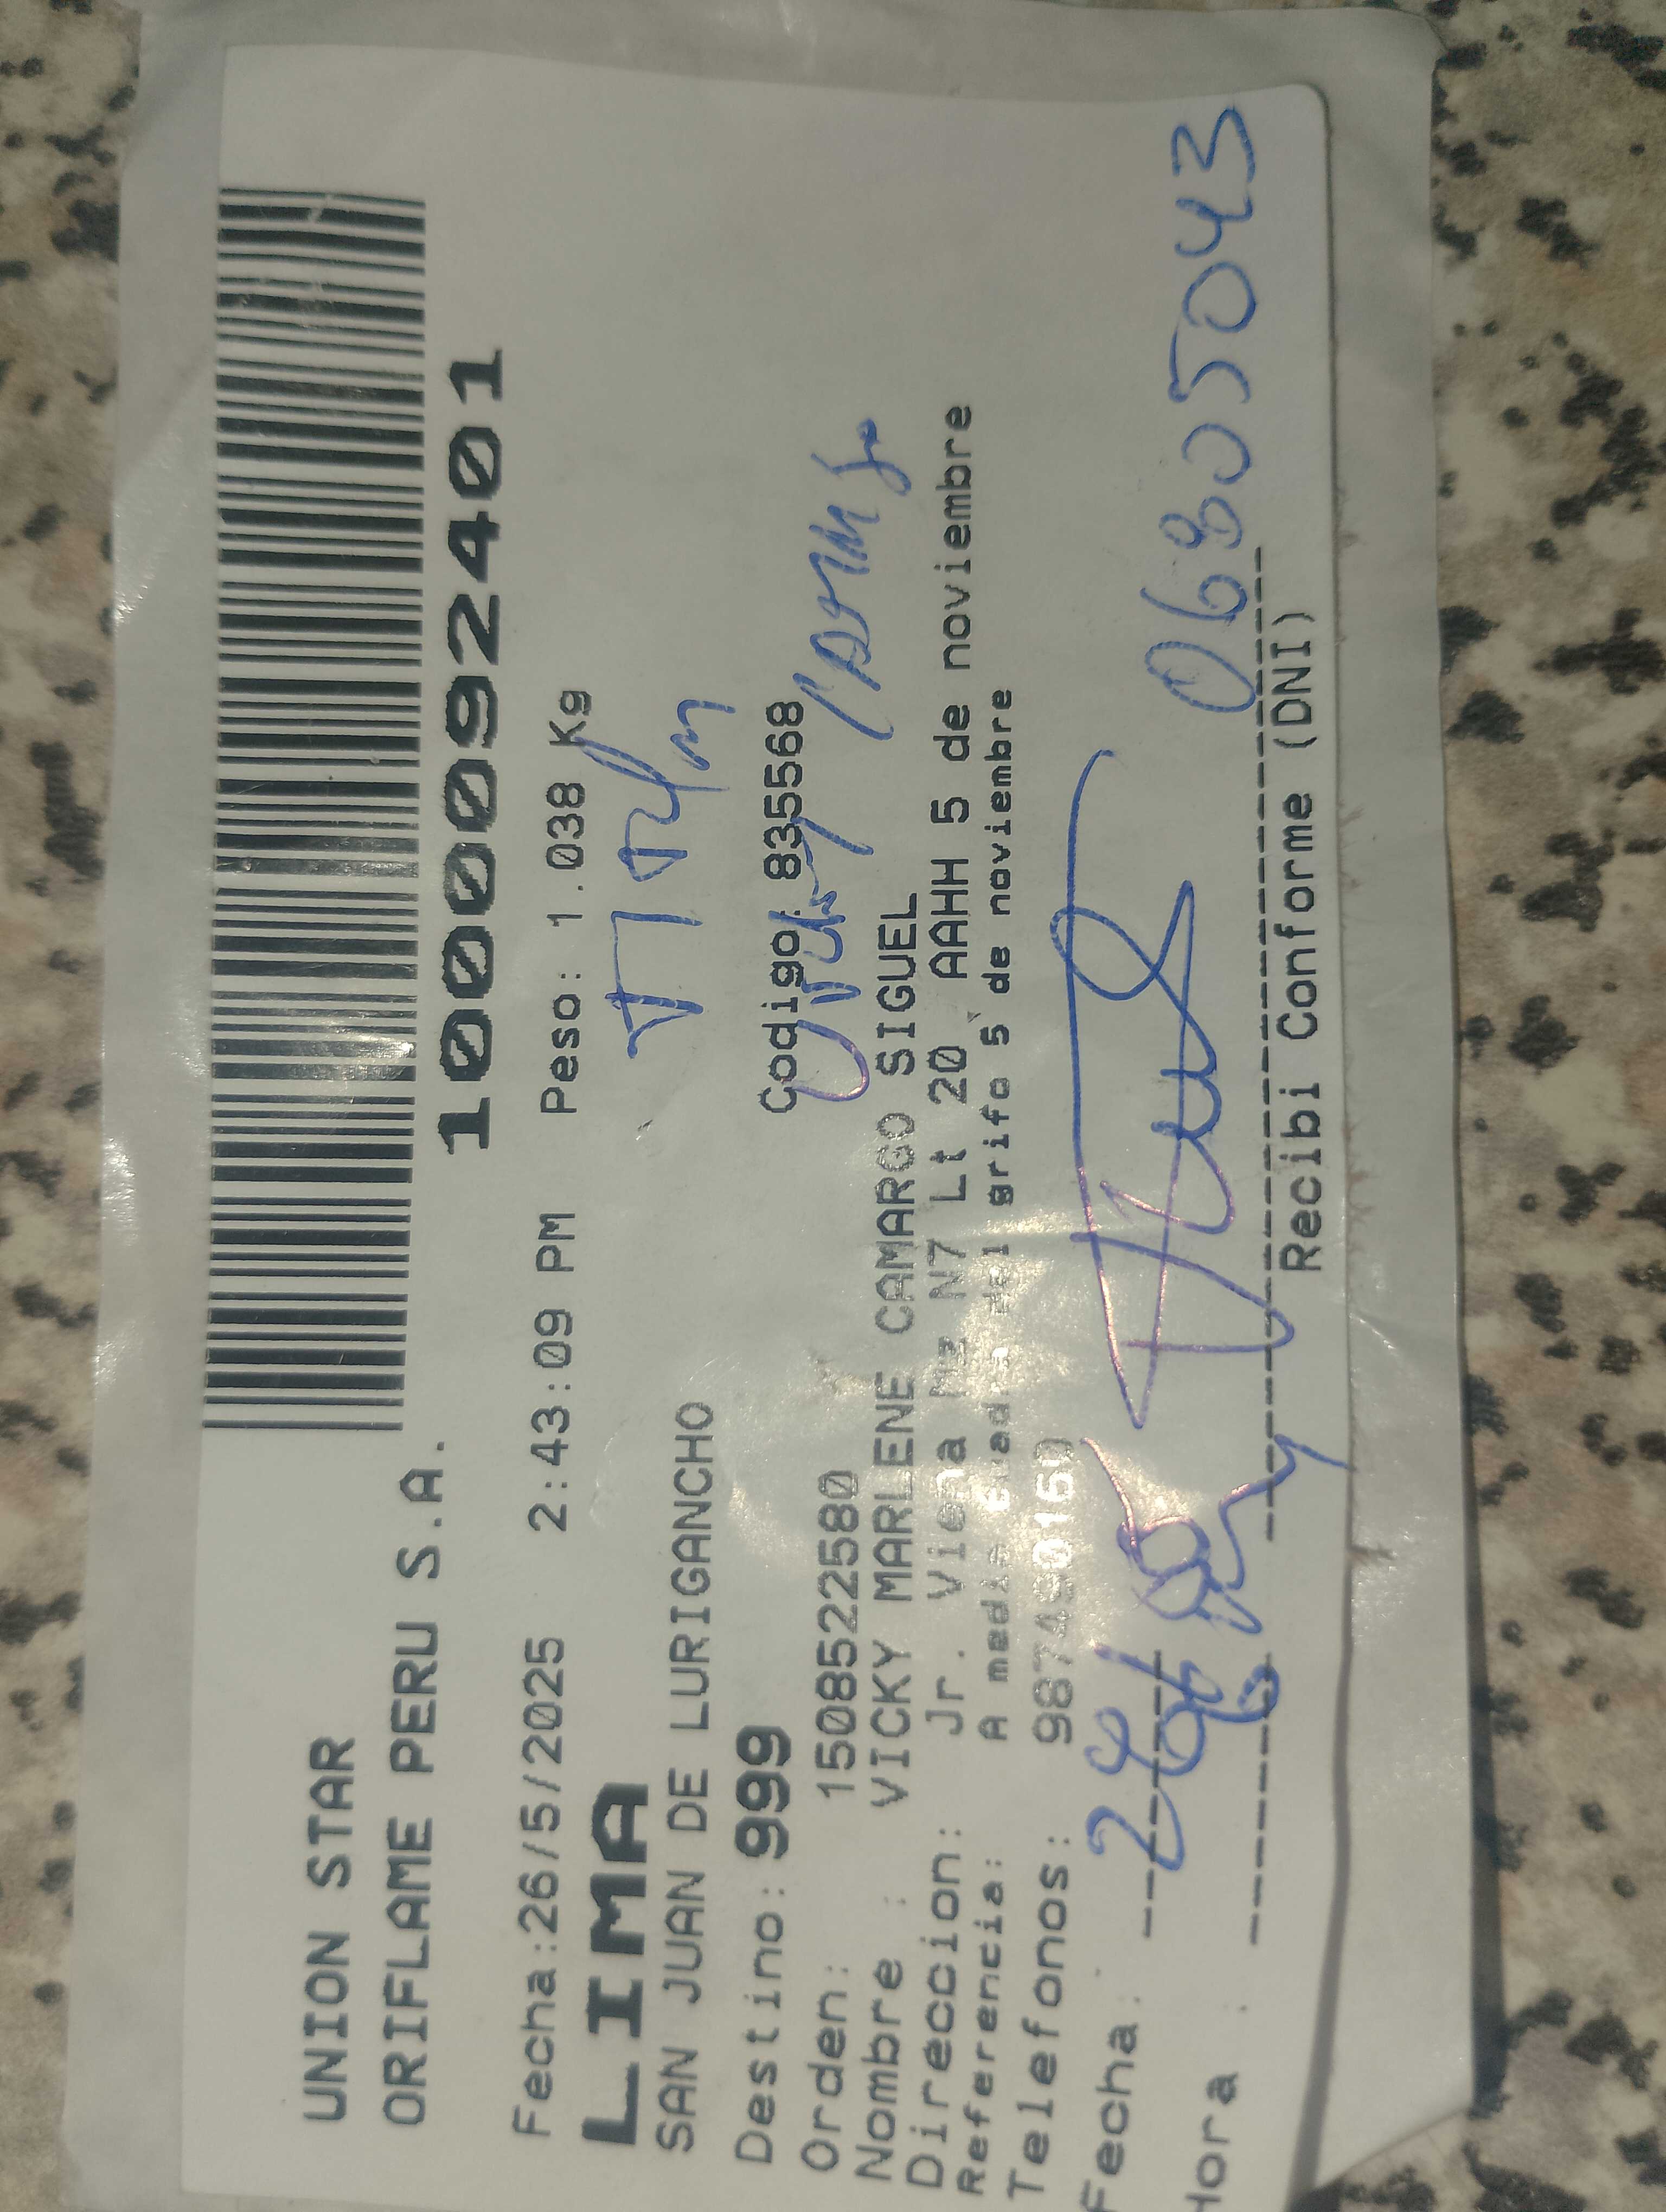 UNION STAR
ORIFLAME PERU S.A.
1000092401
Fecha:26/5/2025 2:43:09 PM Peso: 1.038 Kg
LIMA
SAN JUAN DE LURIGANCHO
Destino: 999 Codigo: 835568
Orden: 15085222580
Nombre : VICKY MARLENE CAMARGO SIGUEL
Direccion: Jr. Viena Mz N7 Lt 20 AAHH 5 de noviembre
Referencia: A media cuadra del grifo 5 de noviembre
Telefonos:
Fecha:
Hora :
Recibi Conforme (DNI)